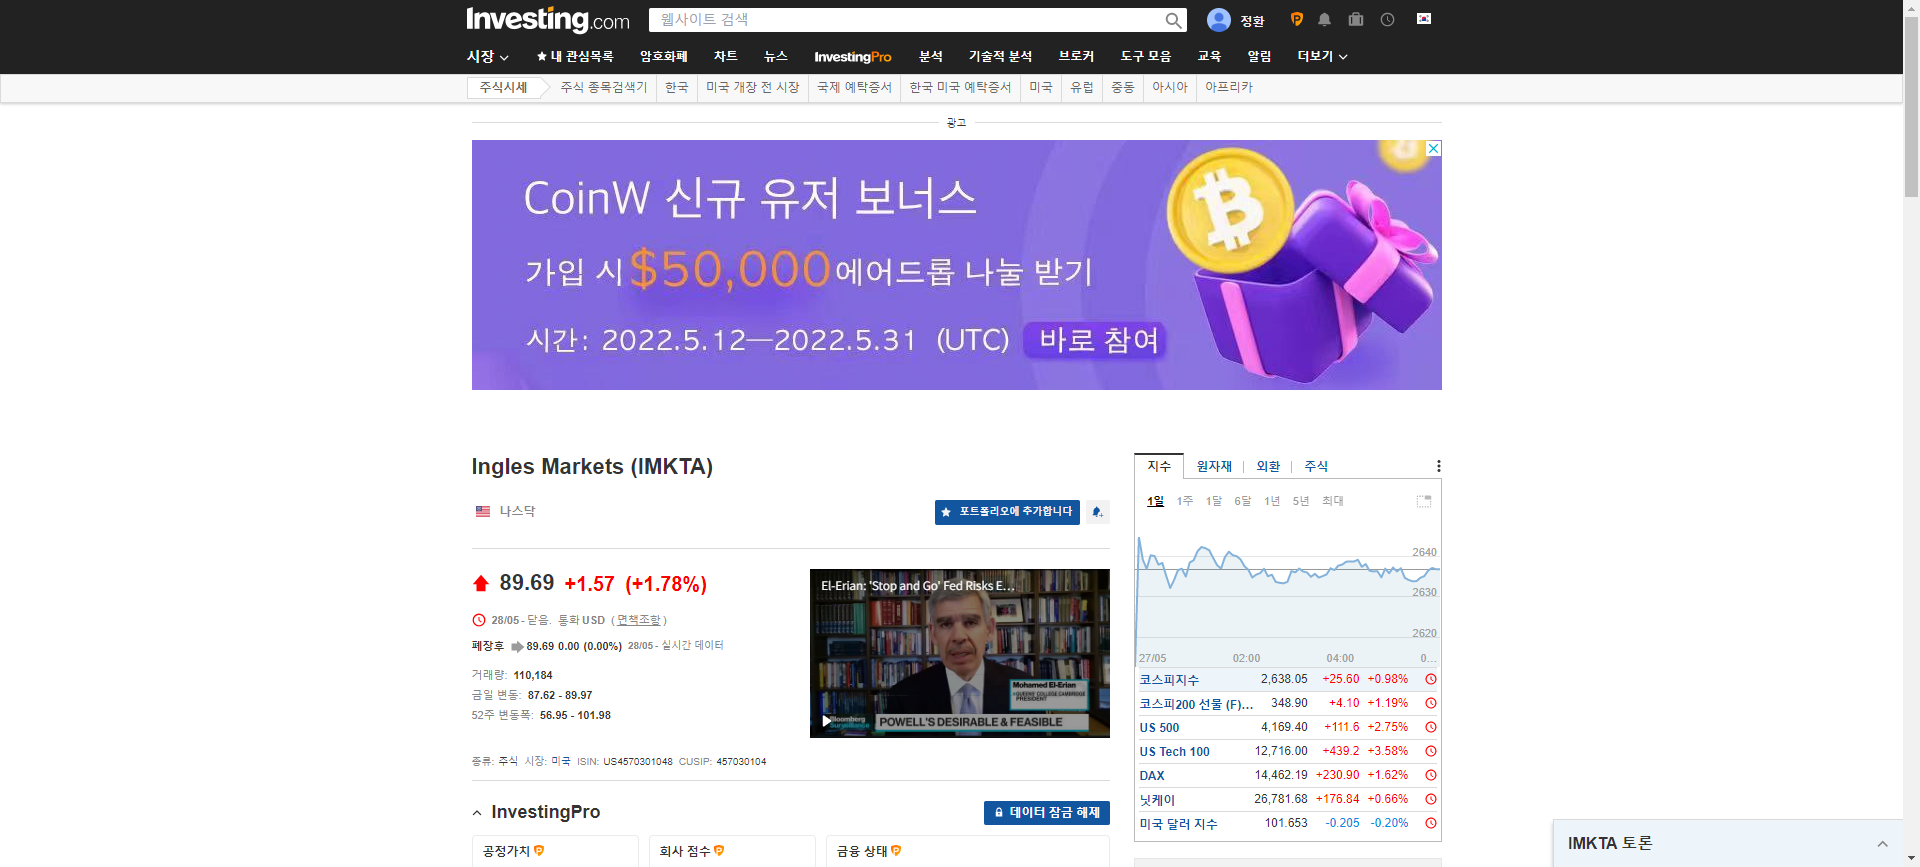 Investing.com
웹사이트 검색
정환
시장
내 관심목록
암호화폐
차트
뉴스
InvestingPro
분석
기술적 분석
브로커
도구 모음
교육
알림
더보기
주식시세
주식 종목검색기
한국
미국 개장 전 시장
국제 예탁증서
한국 미국 예탁증서
미국
유럽
중동
아시아
아프리카
광고
CoinW 신규 유저 보너스
가입 시 $50,000에어드롭 나눌 받기
시간: 2022.5.12—2022.5.31 (UTC) 바로 참여
Ingles Markets (IMKTA)
나스닥
포트폴리오에 추가합니다
89.69 +1.57 (+1.78%)
28/05 - 닫음. 통화 USD ( 면책조항 )
폐장후 89.69 0.00 (0.00%) 28/05 - 실시간 데이터
거래량: 110,184
금일 변동: 87.62 - 89.97
52주 변동폭: 56.95 - 101.98
El-Erian: 'Stop and Go' Fed Risks E...
Mohamed El-Erian
QUEENS' COLLEGE CAMBRIDGE
PRESIDENT
Bloomberg
Surveillance
POWELL'S DESIRABLE & FEASIBLE
종류: 주식 시장: 미국 ISIN: US4570301048 CUSIP: 457030104
InvestingPro
데이터 잠금 해제
공정가치
회사 점수
금융 상태
지수
원자재
외환
주식
1일 1주 1달 6달 1년 5년 최대
2640
2630
2620
27/05 02:00 04:00 0...
코스피지수 2,638.05 +25.60 +0.98%
코스피200 선물 (F)... 348.90 +4.10 +1.19%
US 500 4,169.40 +111.6 +2.75%
US Tech 100 12,716.00 +439.2 +3.58%
DAX 14,462.19 +230.90 +1.62%
닛케이 26,781.68 +176.84 +0.66%
미국 달러 지수 101.653 -0.205 -0.20%
IMKTA 토론